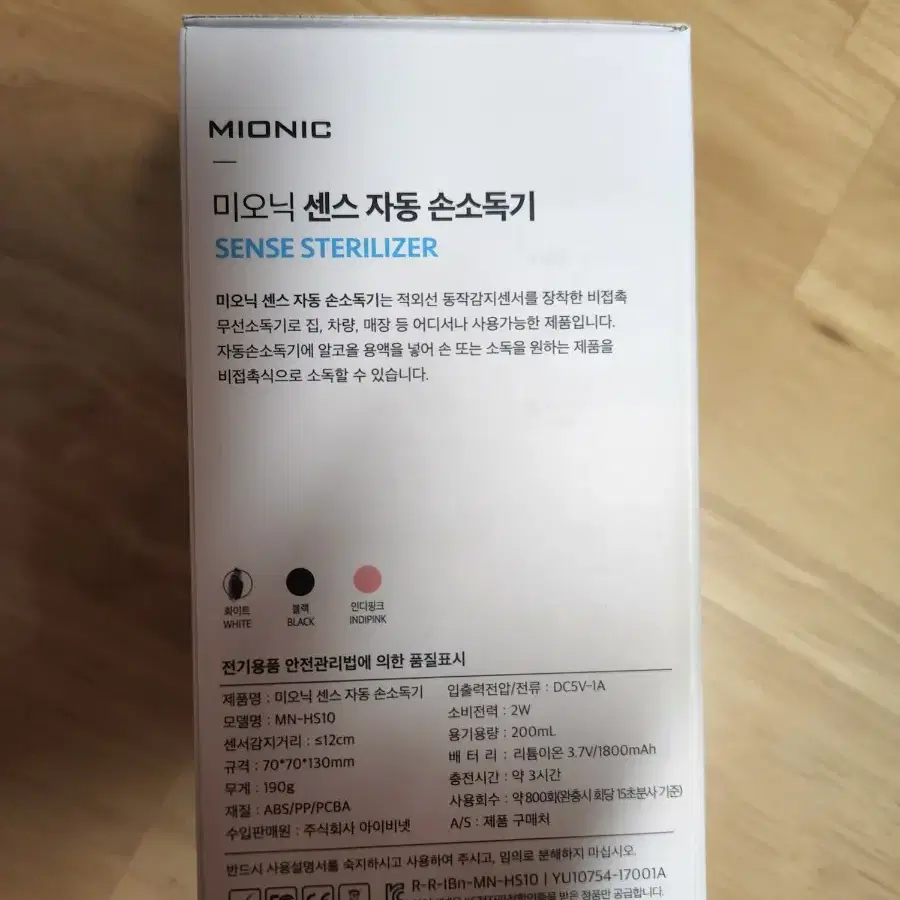 MIONIC
미오닉 센스 자동 손소독기
SENSE STERILIZER
미오닉 센스 자동 손소독기는 적외선 동작감지센서를 장착한 비접촉
무선소독기로 집, 차량, 매장 등 어디서나 사용가능한 제품입니다.
자동손소독기에 알코올 용액을 넣어 손 또는 소독을 원하는 제품을
비접촉식으로 소독할 수 있습니다.
화이트
WHITE
블랙
BLACK
인디핑크
INDIPINK
전기용품 안전관리법에 의한 품질표시
제품명 : 미오닉 센스 자동 손소독기
모델명 : MN-HS10
센서감지거리 : ≤12cm
규격 : 70*70*130mm
무게 : 190g
재질 : ABS/PP/PCBA
수입판매원 : 주식회사 아이비넷
입출력전압/전류 : DC5V-1A
소비전력 : 2W
용기용량 : 200mL
배 터 리 : 리튬이온 3.7V/1800mAh
충전시간 : 약 3시간
사용회수 : 약 800회(완충시 회당 15초분사 기준)
A/S : 제품 구매처
반드시 사용설명서를 숙지하시고 사용하여 주시고, 임의로 분해하지 마십시오.
R-R-IBn-MN-HS10 | YU10754-17001A
받은 정품만 공급합니다.